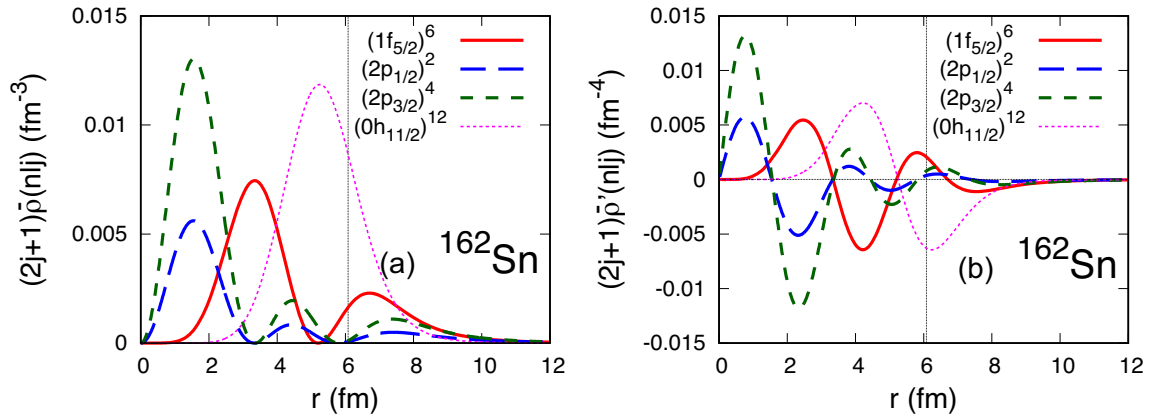 0.015
0.01
0.005
0
(2j+1)ρ̄(nlj) (fm⁻³)
(1f₅/₂)⁶
(2p₁/₂)²
(2p₃/₂)⁴
(0h₁₁/₂)¹²
(a)
¹⁶²Sn
0 2 4 6 8 10 12
r (fm)
0.015
0.01
0.005
0
-0.005
-0.01
-0.015
(2j+1)ρ̄'(nlj) (fm⁻⁴)
(1f₅/₂)⁶
(2p₁/₂)²
(2p₃/₂)⁴
(0h₁₁/₂)¹²
(b)
¹⁶²Sn
0 2 4 6 8 10 12
r (fm)